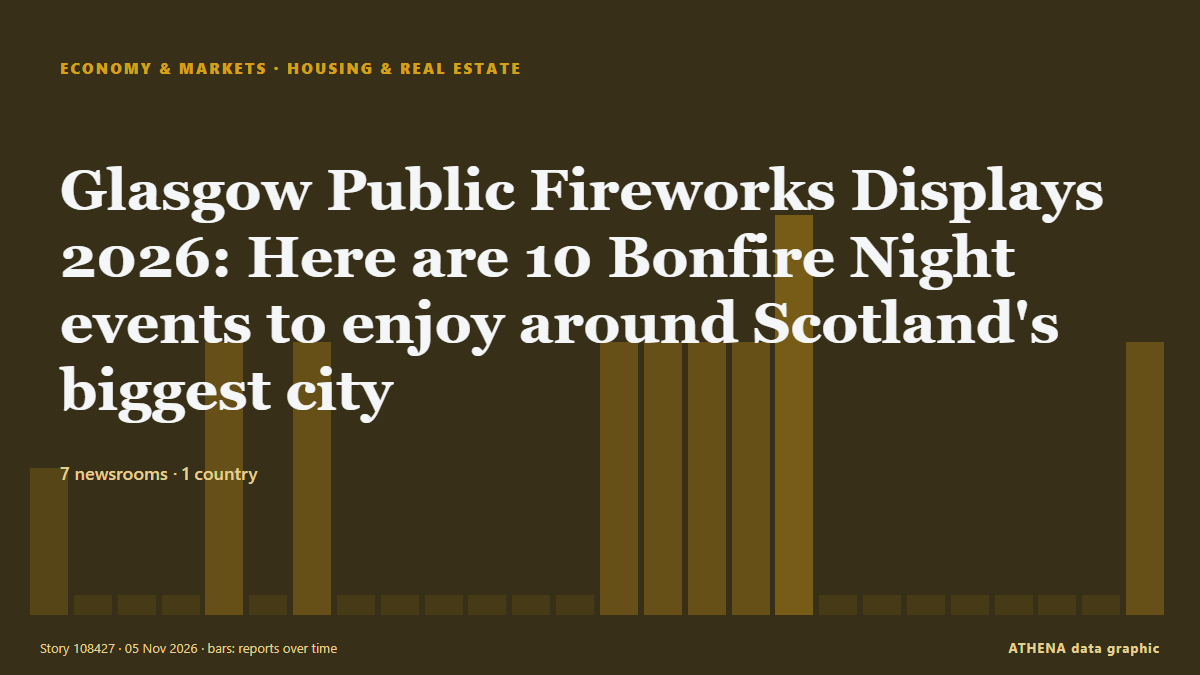 ECONOMY & MARKETS · HOUSING & REAL ESTATE
Glasgow Public Fireworks Displays
2026: Here are 10 Bonfire Night
events to enjoy around Scotland's
biggest city
7 newsrooms · 1 country
Story 108427 · 05 Nov 2026 · bars: reports over time
ATHENA data graphic